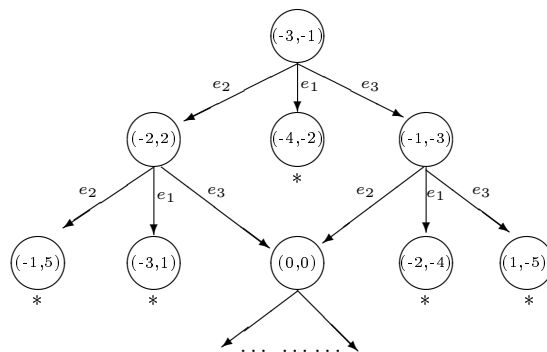 (-3,-1)
e2 e1 e3
(-2,2) (-4,-2) (-1,-3)
*
e2 e1 e3 e2 e1 e3
(-1,5) (-3,1) (0,0) (-2,-4) (1,-5)
* * * *
... ... ...